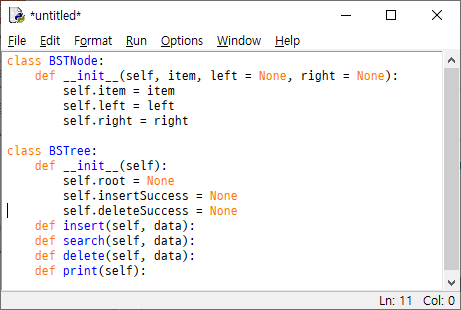 *untitled*
File Edit Format Run Options Window Help
class BSTNode:
    def __init__(self, item, left = None, right = None):
        self.item = item
        self.left = left
        self.right = right

class BSTree:
    def __init__(self):
        self.root = None
        self.insertSuccess = None
        self.deleteSuccess = None
    def insert(self, data):
    def search(self, data):
    def delete(self, data):
    def print(self):
Ln: 11 Col: 0